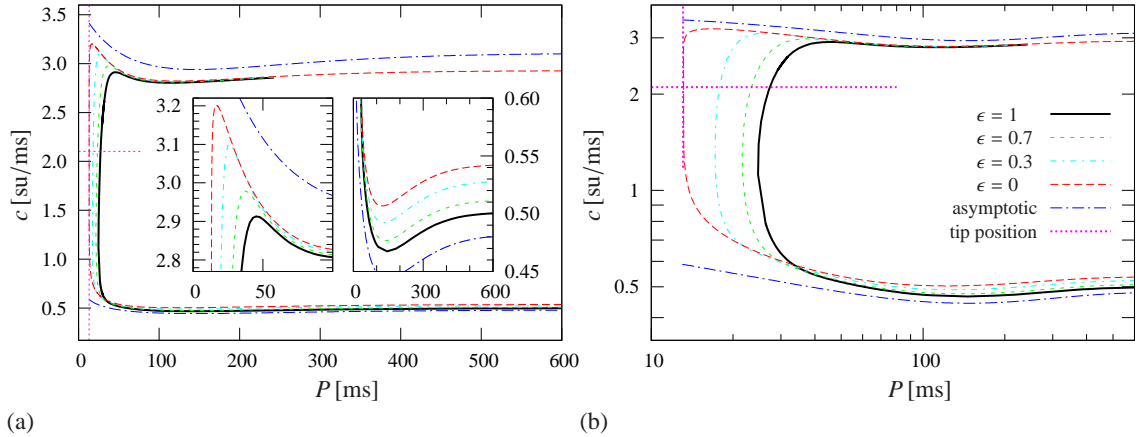 c [su/ms]
4.0
3.5
3.0
2.5
2.0
1.5
1.0
0.5
0 100 200 300 400 500 600
P [ms]
(a)
3.2
3.1
3.0
2.9
2.8
0 50
0.60
0.55
0.50
0.45
0 300 600
c [su/ms]
3
2
1
0.5
10 100
P [ms]
(b)
ϵ = 1
ϵ = 0.7
ϵ = 0.3
ϵ = 0
asymptotic
tip position